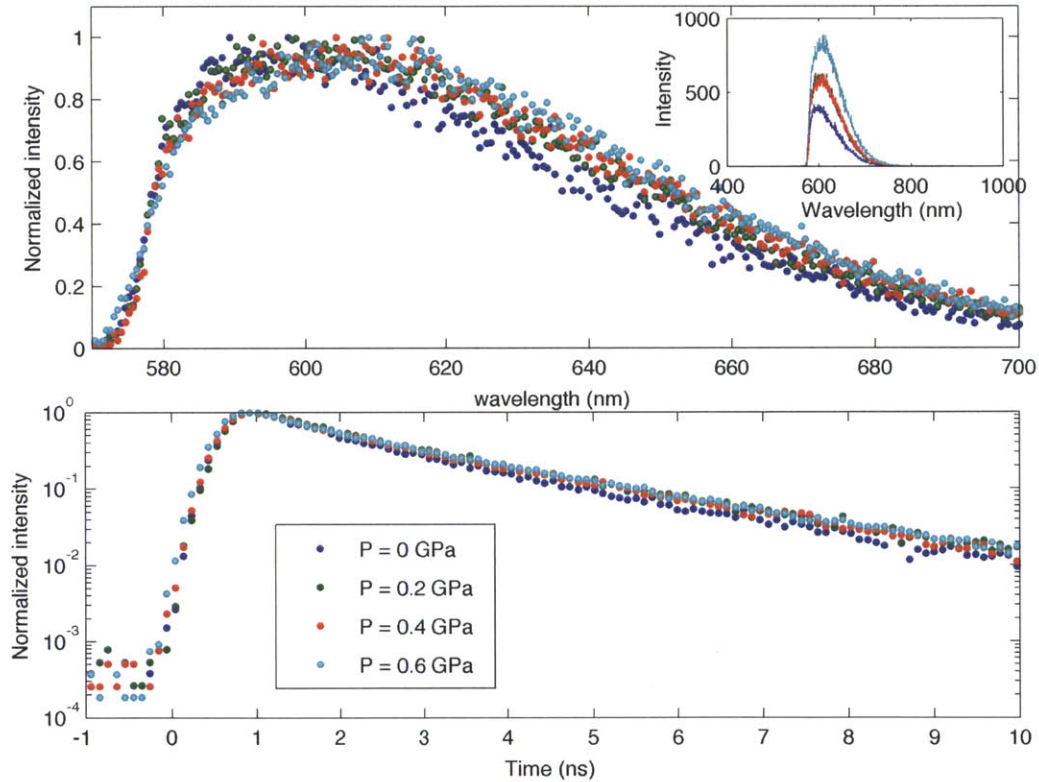 1
0.8
0.6
0.4
0.2
0
Normalized intensity
580 600 620 640 660 680 700
wavelength (nm)
1000
500
0
Intensity
400 600 800 1000
Wavelength (nm)
10⁰
10⁻¹
10⁻²
10⁻³
10⁻⁴
Normalized intensity
P = 0 GPa
P = 0.2 GPa
P = 0.4 GPa
P = 0.6 GPa
-1 0 1 2 3 4 5 6 7 8 9 10
Time (ns)